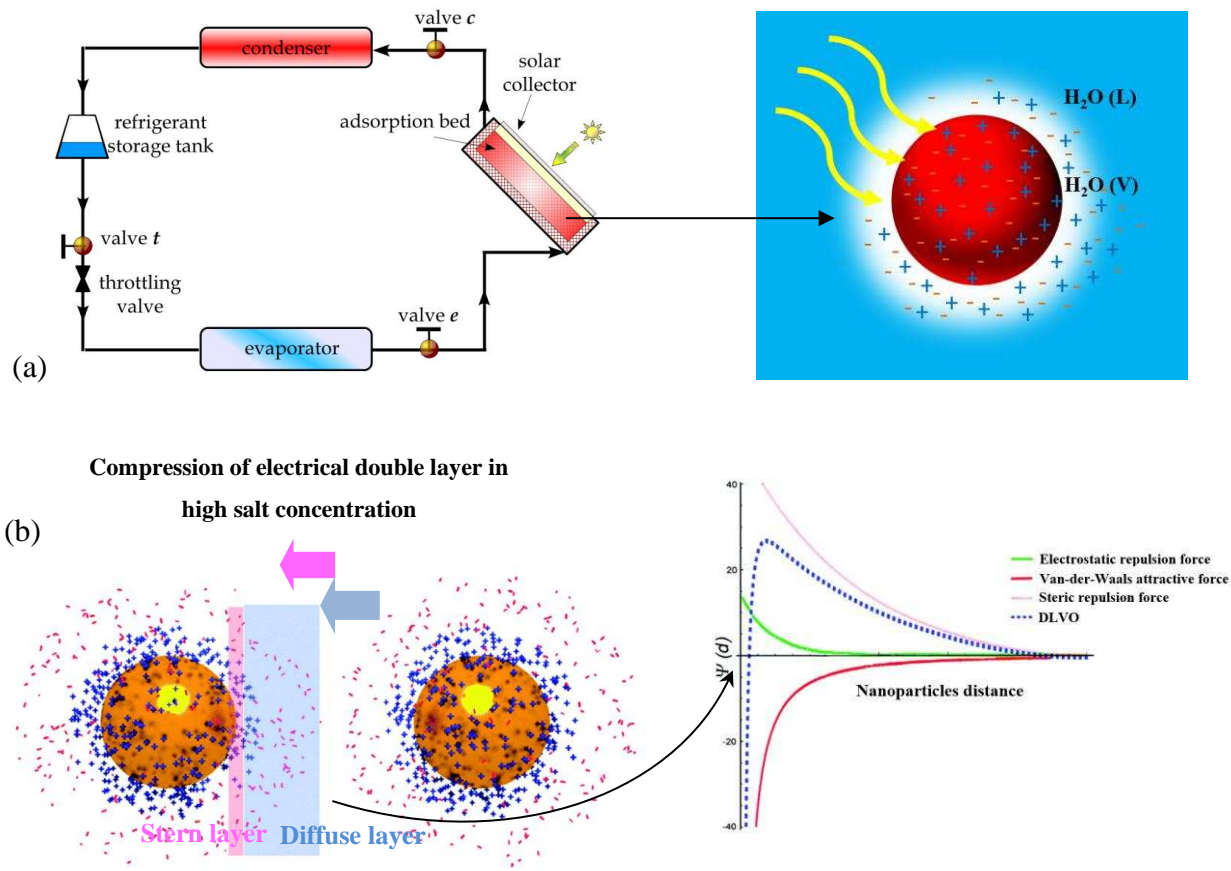 valve c
condenser
solar
collector
adsorption bed
refrigerant
storage tank
valve t
throttling
valve
valve e
evaporator
(a)
H₂O (L)
H₂O (V)
Compression of electrical double layer in
high salt concentration
(b)
Stern layer
Diffuse layer
40
20
0
-20
-40
Ψ (d)
Nanoparticles distance
Electrostatic repulsion force
Van-der-Waals attractive force
Steric repulsion force
DLVO